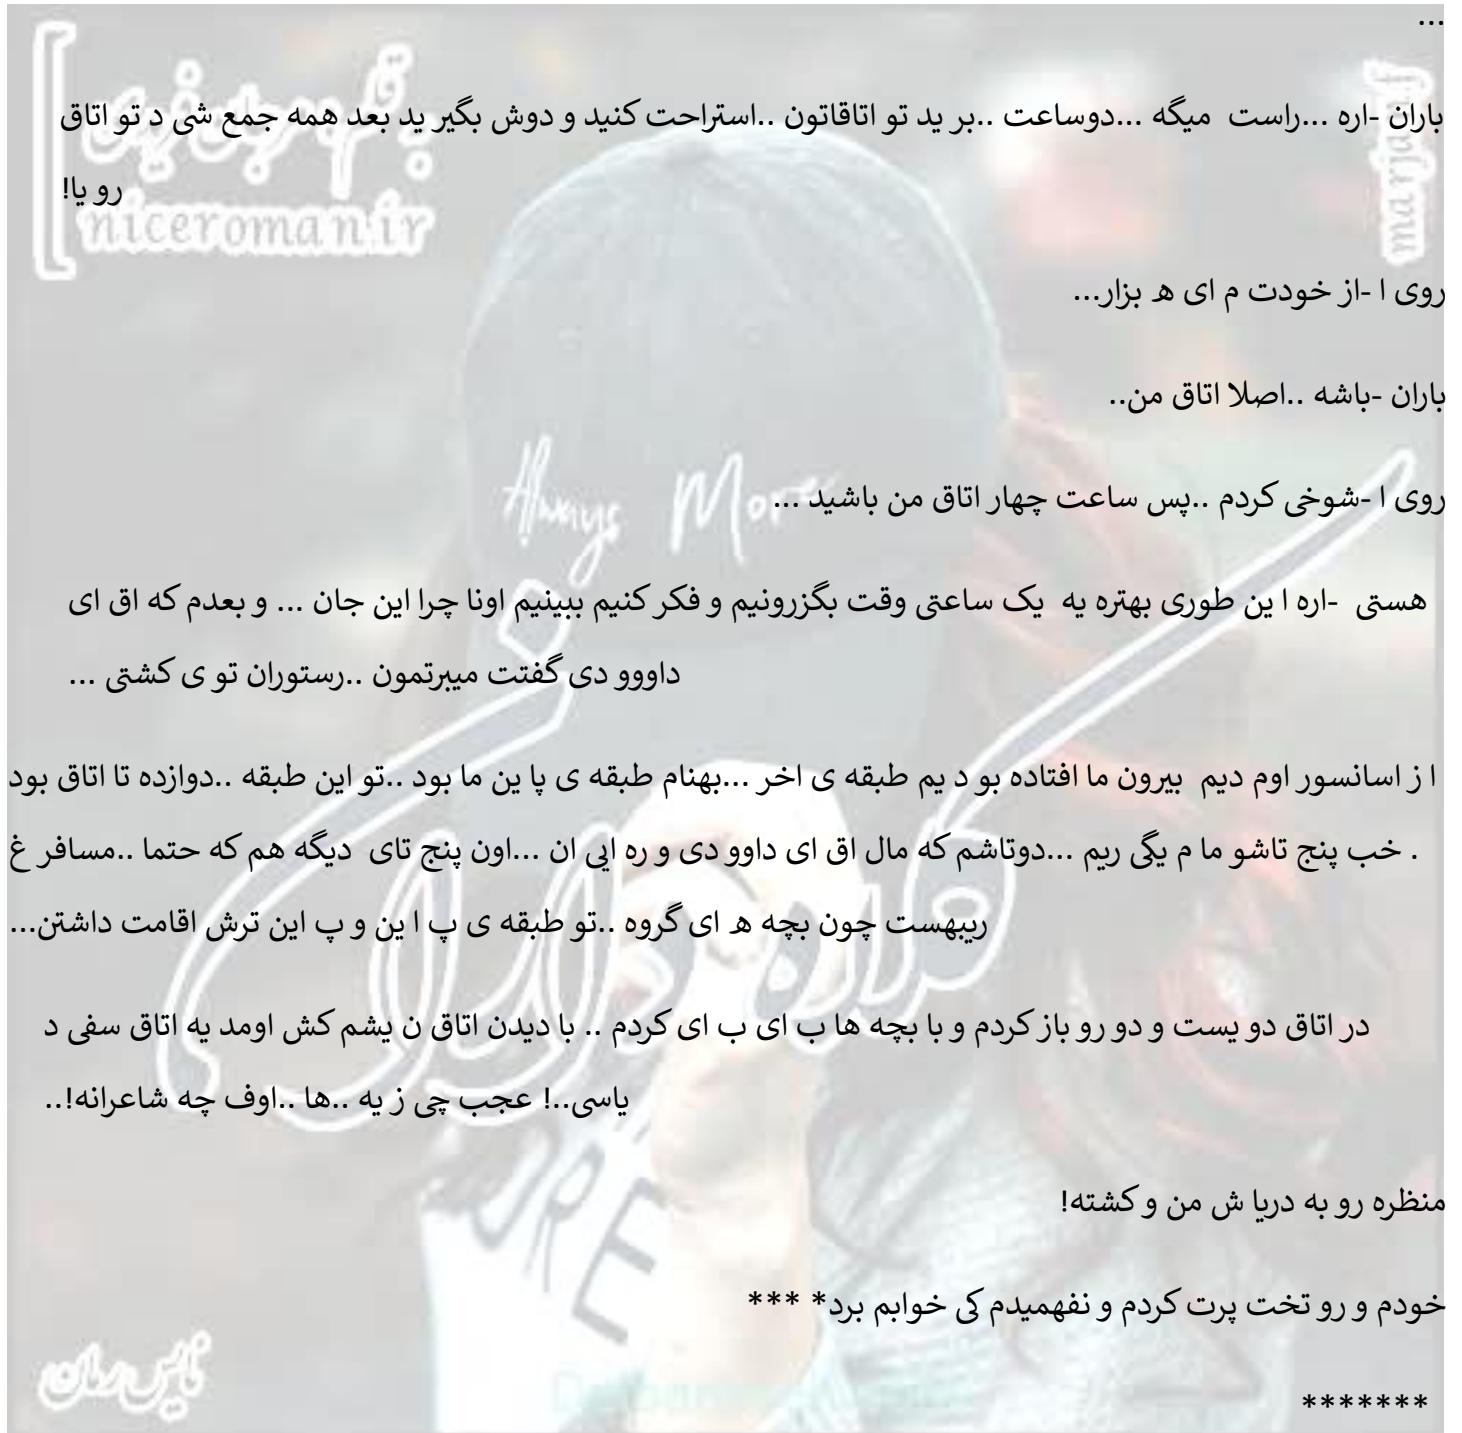 ...
باران -اره ...راست میگه ...دوساعت ..بر ید تو اتاقاتون ..استراحت کنید و دوش بگیر ید بعد همه جمع شی د تو اتاق
رو یا!
روی ا -از خودت م ای ه بزار...
باران -باشه ..اصلا اتاق من..
روی ا -شوخی کردم ..پس ساعت چهار اتاق من باشید ...
هستی -اره ا ین طوری بهتره یه یک ساعتی وقت بگزرونیم و فکر کنیم ببینیم اونا چرا این جان ... و بعدم که اق ای
داووو دی گفتت میبرتمون ..رستوران تو ی کشتی ...
ا ز اسانسور اوم دیم بیرون ما افتاده بو د یم طبقه ی اخر ...بهنام طبقه ی پا ین ما بود ..تو این طبقه ..دوازده تا اتاق بود
. خب پنج تاشو ما م یگی ریم ...دوتاشم که مال اق ای داوو دی و ره ایی ان ...اون پنج تای دیگه هم که حتما ..مسافر غ
ریبهست چون بچه ه ای گروه ..تو طبقه ی پ ا ین و پ این ترش اقامت داشتن...
در اتاق دو یست و دو رو باز کردم و با بچه ها ب ای ب ای کردم .. با دیدن اتاق ن یشم کش اومد یه اتاق سفی د
یاسی..! عجب چی ز یه ..ها ..اوف چه شاعرانه!..
منظره رو به دریا ش من و کشته!
خودم و رو تخت پرت کردم و نفهمیدم کی خوابم برد* ***
*******
niceroman.ir
Always More
نایس رمان